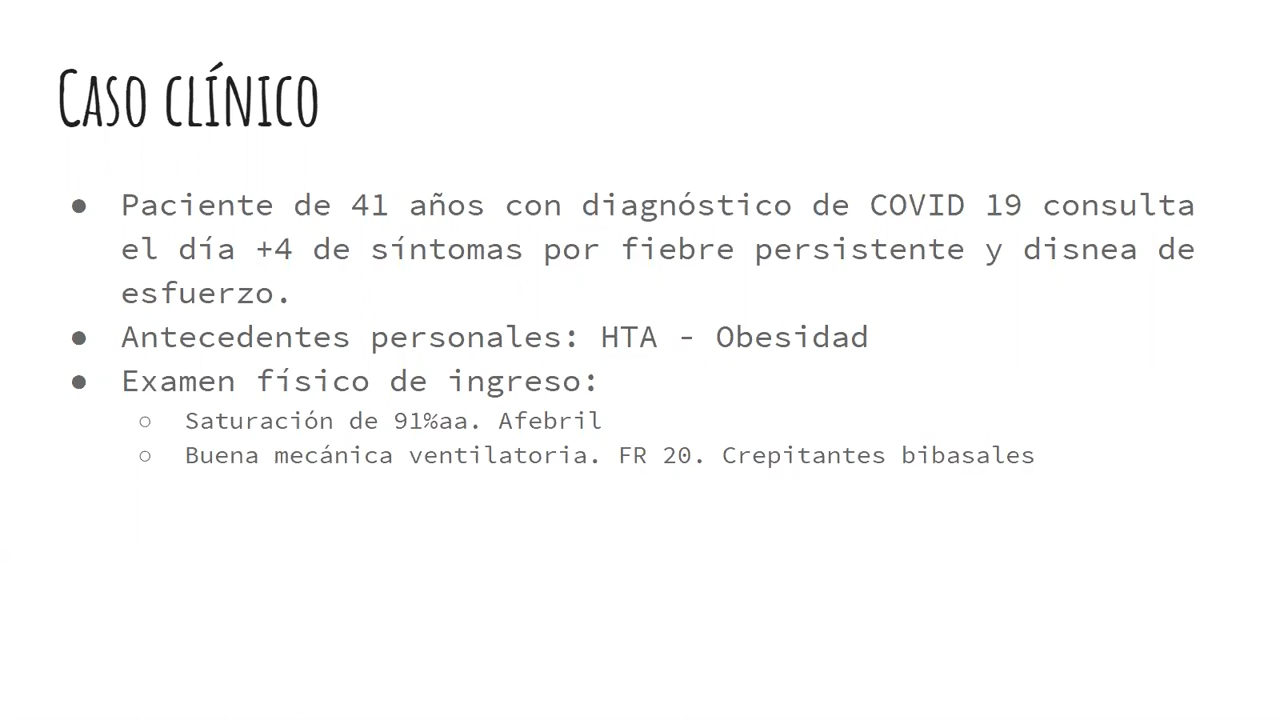 Caso clínico
● Paciente de 41 años con diagnóstico de COVID 19 consulta
el día +4 de síntomas por fiebre persistente y disnea de
esfuerzo.
● Antecedentes personales: HTA - Obesidad
● Examen físico de ingreso:
○ Saturación de 91%aa. Afebril
○ Buena mecánica ventilatoria. FR 20. Crepitantes bibasales